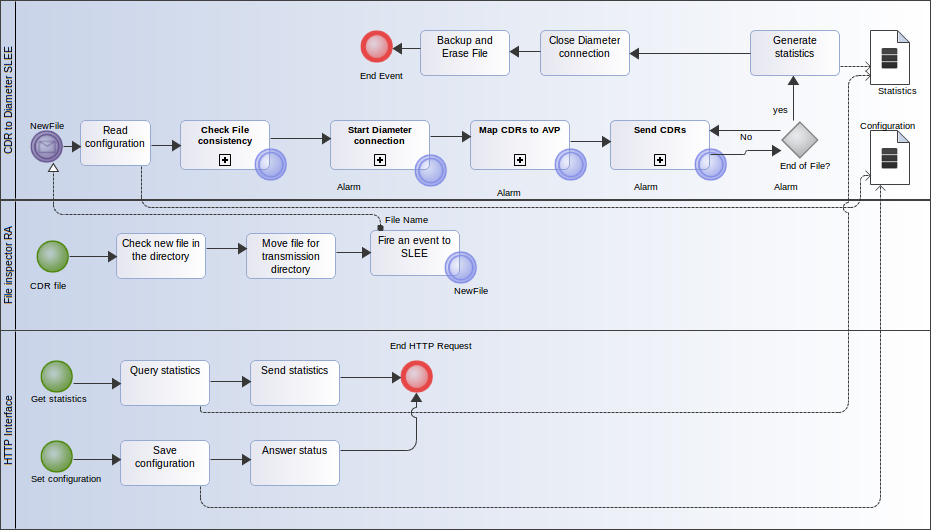 CDR to Diameter SLEE
End Event
Backup and
Erase File
Close Diameter
connection
Generate
statistics
Statistics
yes
NewFile
Read
configuration
Check File
consistency
Start Diameter
connection
Map CDRs to AVP
Send CDRs
No
End of File?
Configuration
Alarm
Alarm
Alarm
Alarm
File inspector RA
File Name
CDR file
Check new file in
the directory
Move file for
transmission
directory
Fire an event to
SLEE
NewFile
HTTP Interface
End HTTP Request
Get statistics
Query statistics
Send statistics
Set configuration
Save
configuration
Answer status